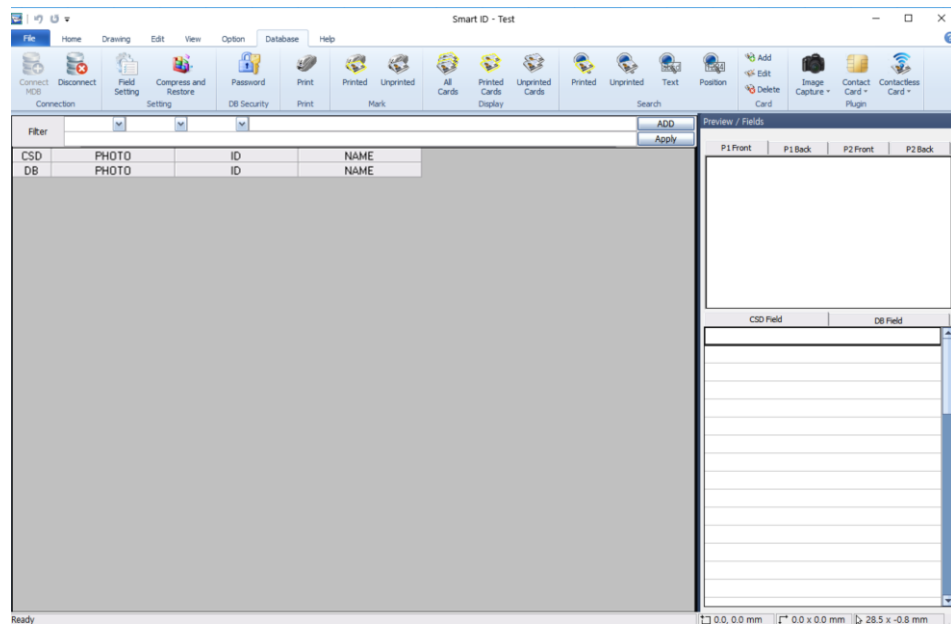 Smart ID - Test
File Home Drawing Edit View Option Database Help
Connect MDB Disconnect Field Setting Compress and Restore Password Print Printed Unprinted All Cards Printed Cards Unprinted Cards Printed Unprinted Text Position Add Edit Delete Image Capture Contact Card Contactless Card
Connection Setting DB Security Print Mark Display Search Card Plugin
Filter ADD
Apply
CSD PHOTO ID NAME
DB PHOTO ID NAME
Preview / Fields
P1 Front P1 Back P2 Front P2 Back
CSD Field DB Field
Ready 0.0, 0.0 mm 0.0 x 0.0 mm 28.5 x -0.8 mm